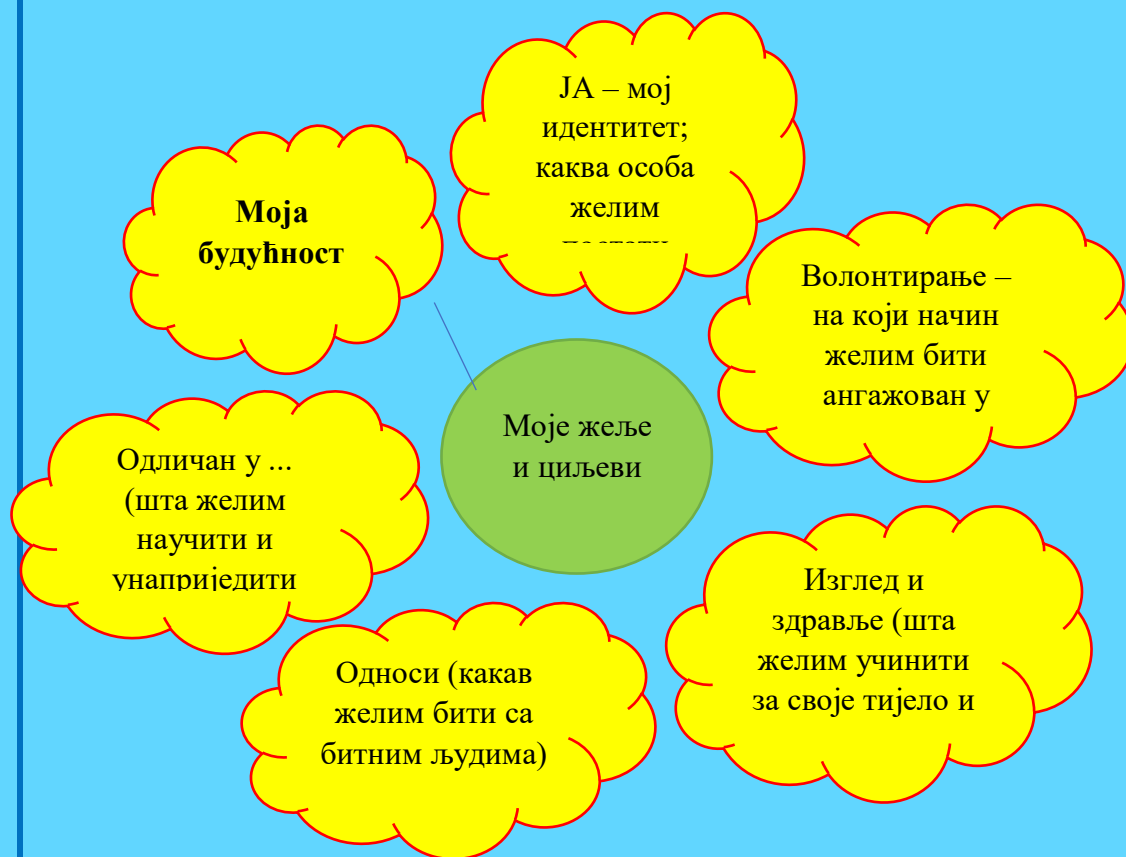 ЈА – мој
идентитет;
каква особа
желим
Моја
будућност
Волонтирање –
на који начин
желим бити
ангажован у
Моје жеље
и циљеви
Одличан у ...
(шта желим
научити и
унаприједити
Изглед и
здравље (шта
желим учинити
за своје тијело и
Односи (какав
желим бити са
битним људима)